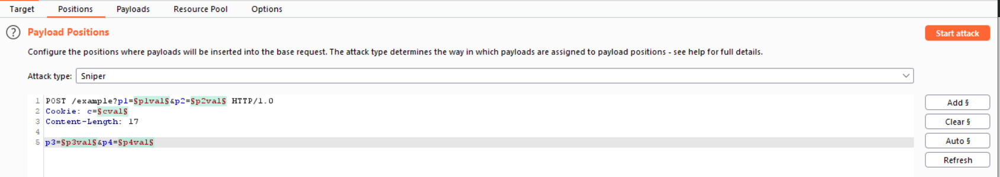 Target Positions Payloads Resource Pool Options
? Payload Positions Start attack
Configure the positions where payloads will be inserted into the base request. The attack type determines the way in which payloads are assigned to payload positions - see help for full details.
Attack type: Sniper
1 POST /example?p1=§p1val§&p2=§p2val§ HTTP/1.0
2 Cookie: c=§cval§
3 Content-Length: 17
4
5 p3=§p3val§&p4=§p4val§
Add §
Clear §
Auto §
Refresh